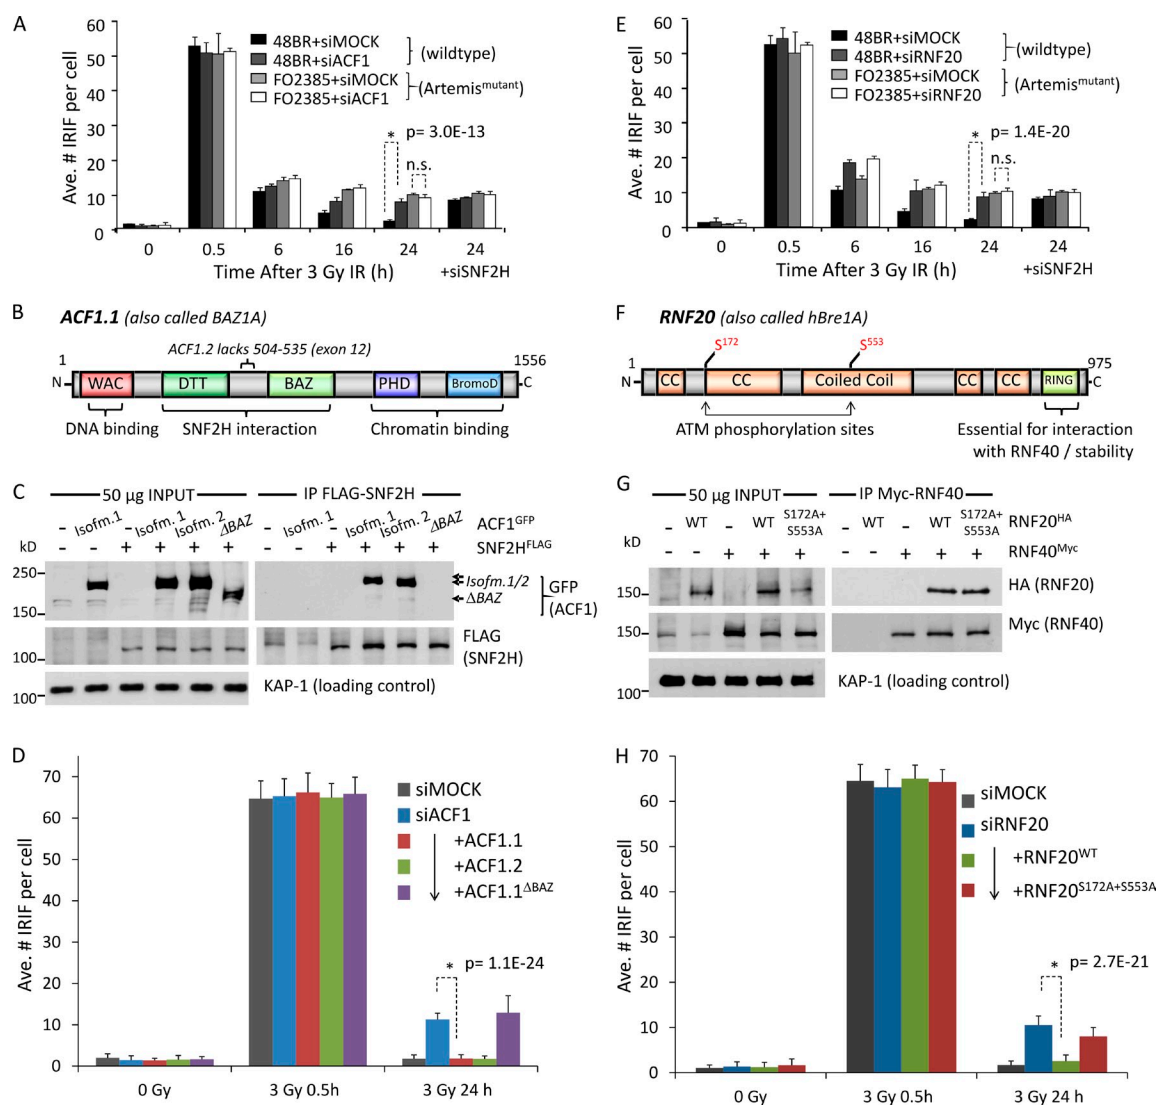 A
Ave. # IRIF per cell
60
50
40
30
20
10
0
48BR+siMOCK
48BR+siACF1
(wildtype)
FO2385+siMOCK
FO2385+siACF1
(Artemis^mutant)
* p= 3.0E-13
n.s.
0 0.5 6 16 24 24
Time After 3 Gy IR (h) +siSNF2H
B ACF1.1 (also called BAZ1A)
ACF1.2 lacks 504-535 (exon 12)
1 1556
N WAC DTT BAZ PHD BromoD C
DNA binding SNF2H interaction Chromatin binding
C 50 µg INPUT IP FLAG-SNF2H
- Isofm.1 - Isofm. 1 Isofm. 2 ΔBAZ - Isofm. 1 - Isofm. 1 Isofm. 2 ΔBAZ ACF1^GFP
kD - - + + + + - - + + + + SNF2H^FLAG
250
150
Isofm.1/2
ΔBAZ
GFP
(ACF1)
100
FLAG
(SNF2H)
100
KAP-1 (loading control)
D
Ave. # IRIF per cell
70
60
50
40
30
20
10
0
siMOCK
siACF1
+ACF1.1
+ACF1.2
+ACF1.1^ΔBAZ
* p= 1.1E-24
0 Gy 3 Gy 0.5h 3 Gy 24 h
E
Ave. # IRIF per cell
60
50
40
30
20
10
0
48BR+siMOCK
48BR+siRNF20
(wildtype)
FO2385+siMOCK
FO2385+siRNF20
(Artemis^mutant)
* p= 1.4E-20
n.s.
0 0.5 6 16 24 24
Time After 3 Gy IR (h) +siSNF2H
F RNF20 (also called hBre1A)
S^172 S^553
1 975
N CC CC Coiled Coil CC CC RING C
ATM phosphorylation sites
Essential for interaction
with RNF40 / stability
G 50 µg INPUT IP Myc-RNF40
- WT - WT S172A+ S553A - WT - WT S172A+ S553A RNF20^HA
kD - - + + + - - + + + RNF40^Myc
150
HA (RNF20)
150
Myc (RNF40)
100
KAP-1 (loading control)
H
Ave. # IRIF per cell
70
60
50
40
30
20
10
0
siMOCK
siRNF20
+RNF20^WT
+RNF20^S172A+S553A
* p= 2.7E-21
0 Gy 3 Gy 0.5h 3 Gy 24 h